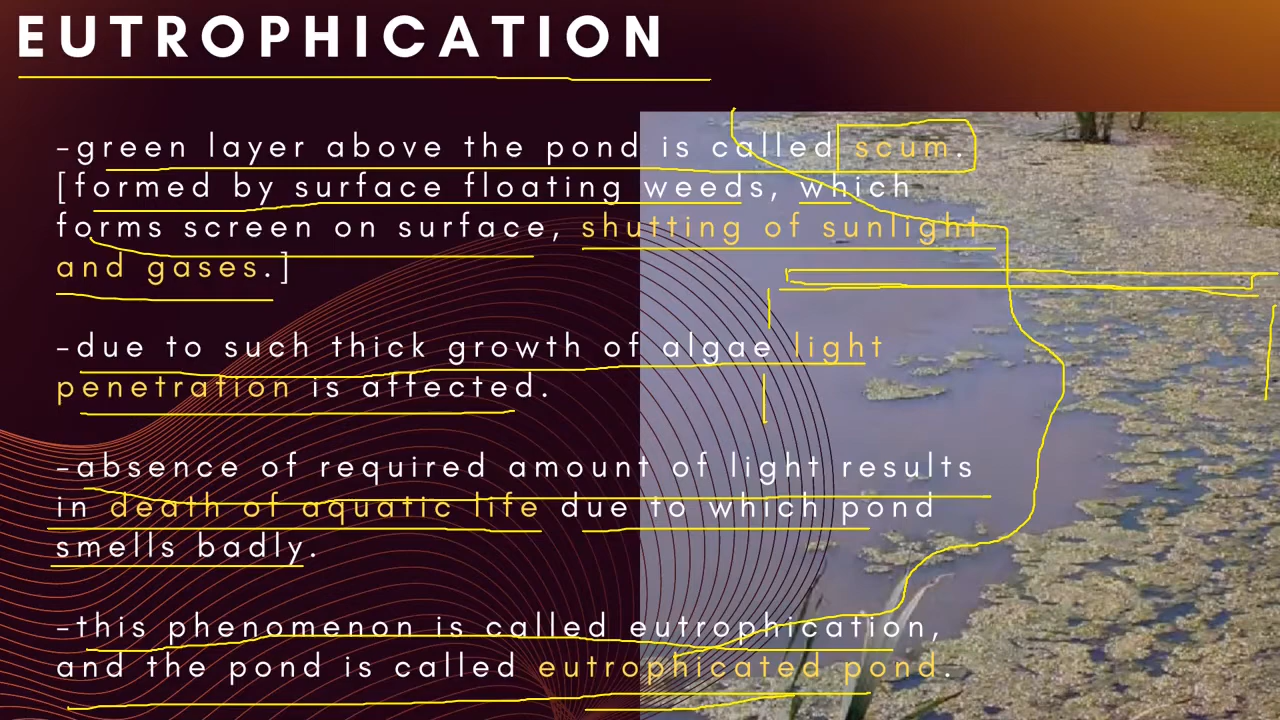 EUTROPHICATION
-green layer above the pond is called scum.
[formed by surface floating weeds, which
forms screen on surface, shutting of sunlight
and gases.]
-due to such thick growth of algae light
penetration is affected.
-absence of required amount of light results
in death of aquatic life due to which pond
smells badly.
-this phenomenon is called eutrophication,
and the pond is called eutrophicated pond.